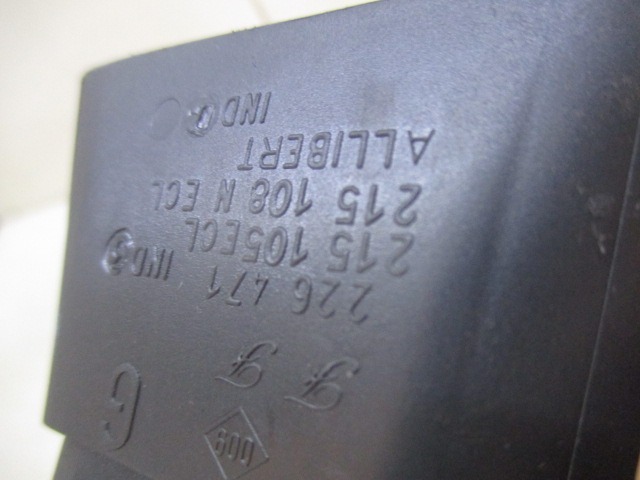 226 471 IND
215 105ECL
215 108 N ECL
ALLIBERT
IND